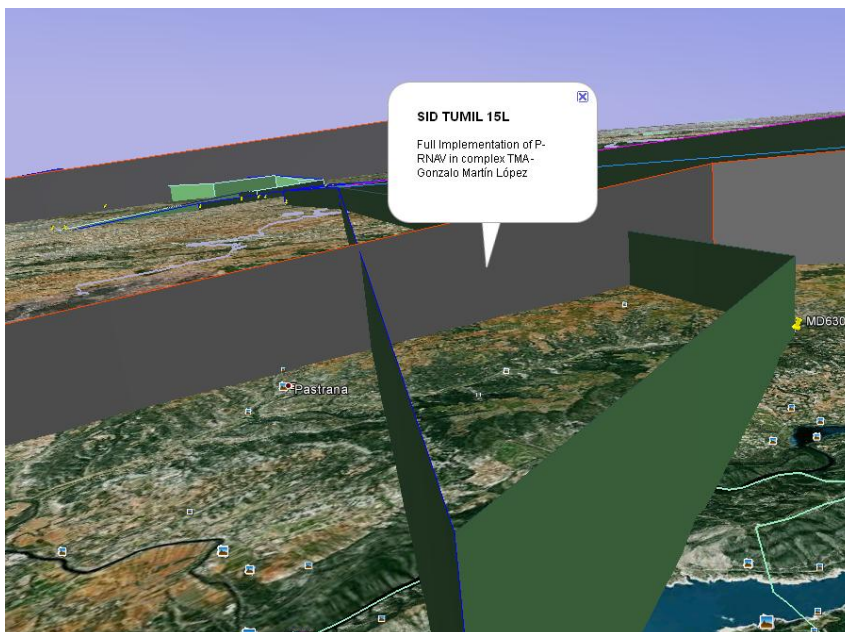 SID TUMIL 15L
Full Implementation of P-
RNAV in complex TMA-
Gonzalo Martín López
MD630
Pastrana